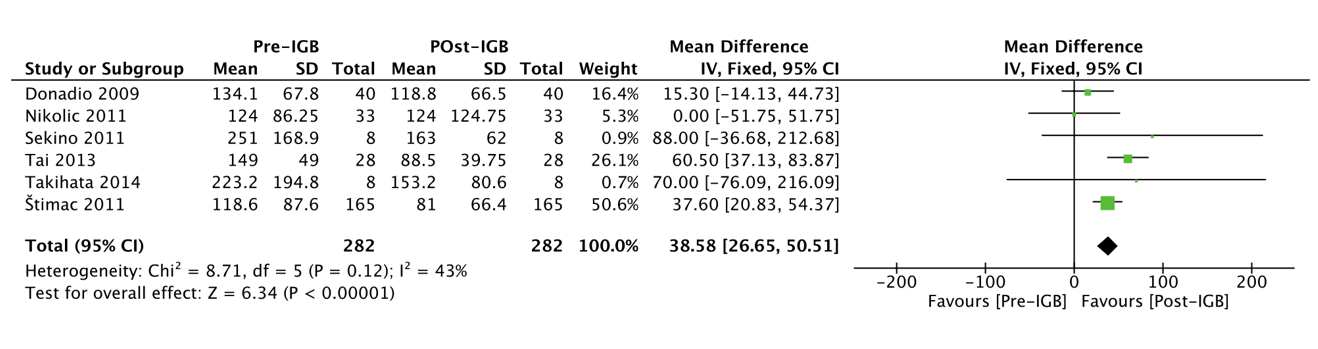 Pre-IGB POst-IGB Mean Difference Mean Difference
Study or Subgroup Mean SD Total Mean SD Total Weight IV, Fixed, 95% CI IV, Fixed, 95% CI
Donadio 2009 134.1 67.8 40 118.8 66.5 40 16.4% 15.30 [-14.13, 44.73]
Nikolic 2011 124 86.25 33 124 124.75 33 5.3% 0.00 [-51.75, 51.75]
Sekino 2011 251 168.9 8 163 62 8 0.9% 88.00 [-36.68, 212.68]
Tai 2013 149 49 28 88.5 39.75 28 26.1% 60.50 [37.13, 83.87]
Takihata 2014 223.2 194.8 8 153.2 80.6 8 0.7% 70.00 [-76.09, 216.09]
Štimac 2011 118.6 87.6 165 81 66.4 165 50.6% 37.60 [20.83, 54.37]
Total (95% CI) 282 282 100.0% 38.58 [26.65, 50.51]
Heterogeneity: Chi² = 8.71, df = 5 (P = 0.12); I² = 43%
Test for overall effect: Z = 6.34 (P < 0.00001)
-200 -100 0 100 200
Favours [Pre-IGB] Favours [Post-IGB]